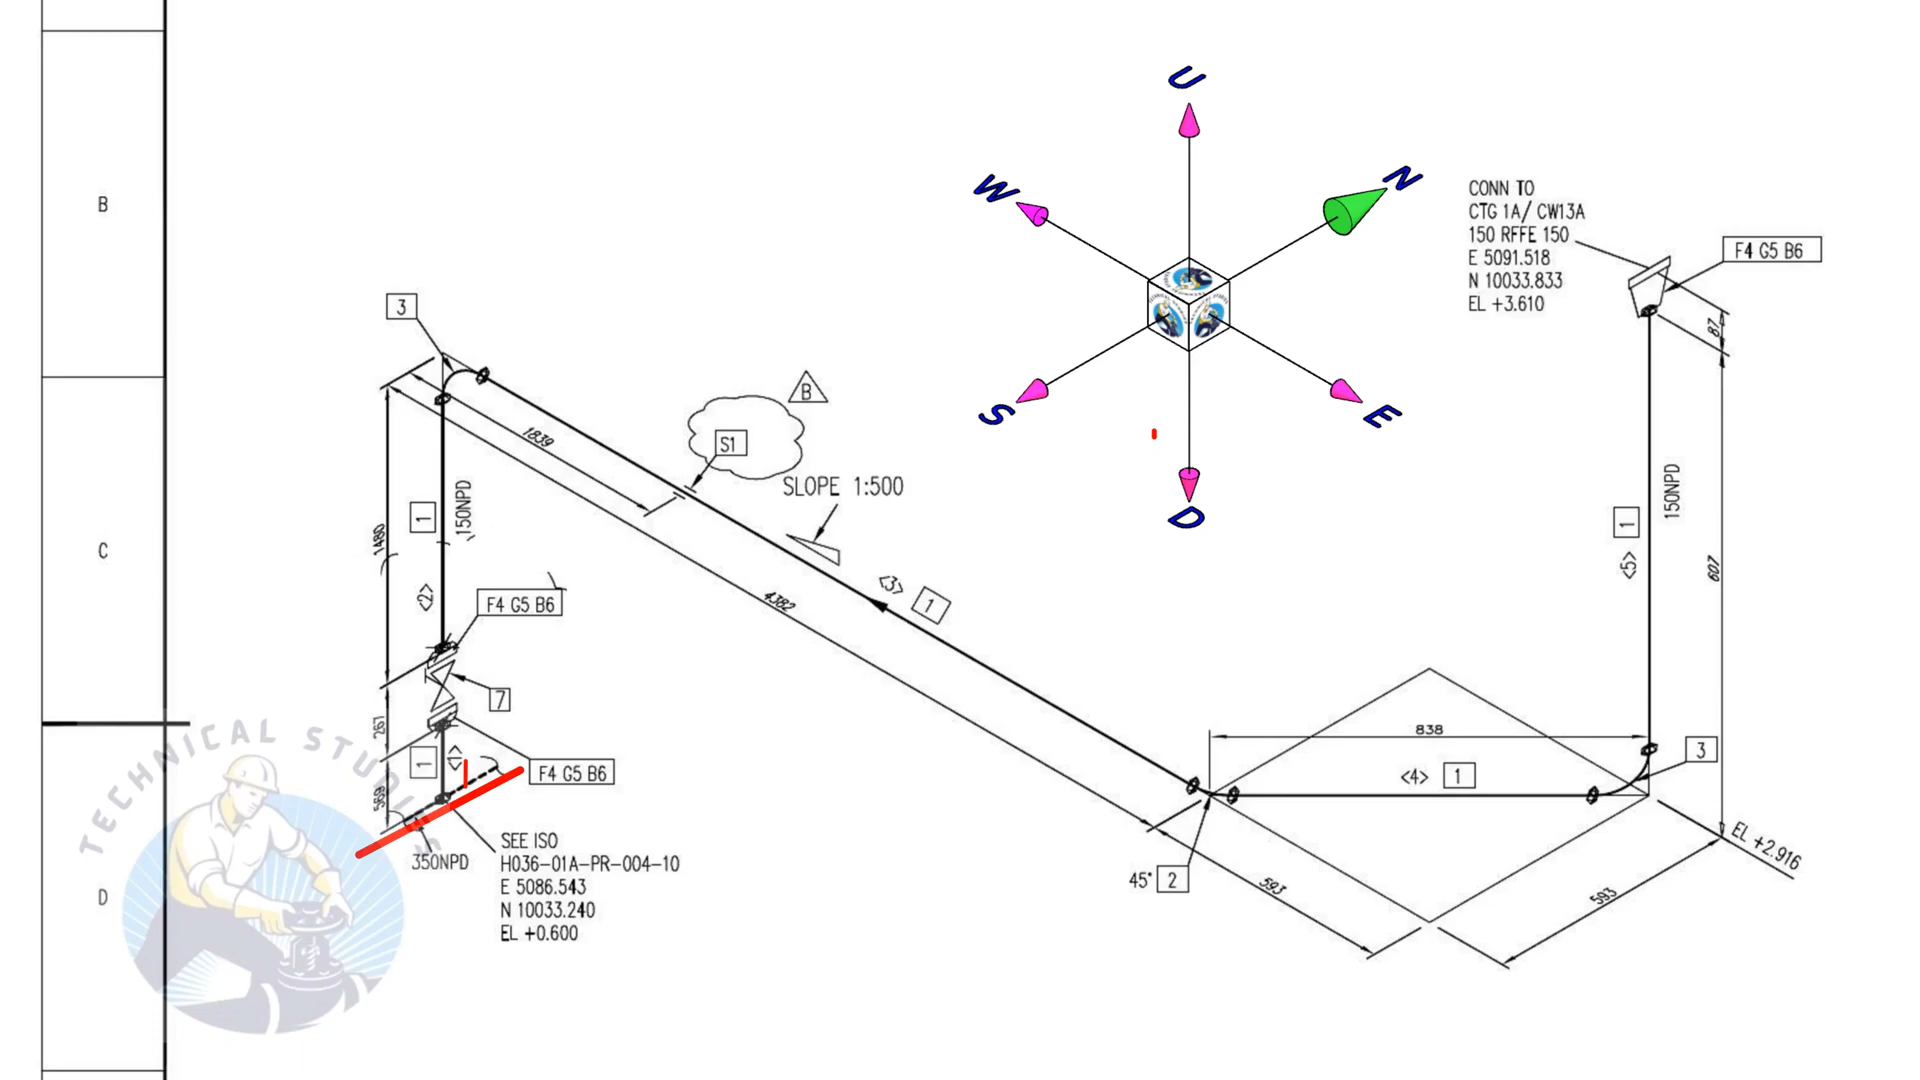 B
C
D
U
W
N
S
E
D
CONN TO
CTG 1A/ CW13A
150 RFFE 150
E 5091.518
N 10033.833
EL +3.610
F4 G5 B6
87
3
B
S1
SLOPE 1:500
1839
1
150NPD
1480
<2>
F4 G5 B6
7
267
1
<1>
F4 G5 B6
350NPD
SEE ISO
H036-01A-PR-004-10
E 5086.543
N 10033.240
EL +0.600
4382
<3> 1
838
<4> 1
45° 2
593
593
EL +2.916
3
1
150NPD
<5>
607
TECHNICAL STUDIES